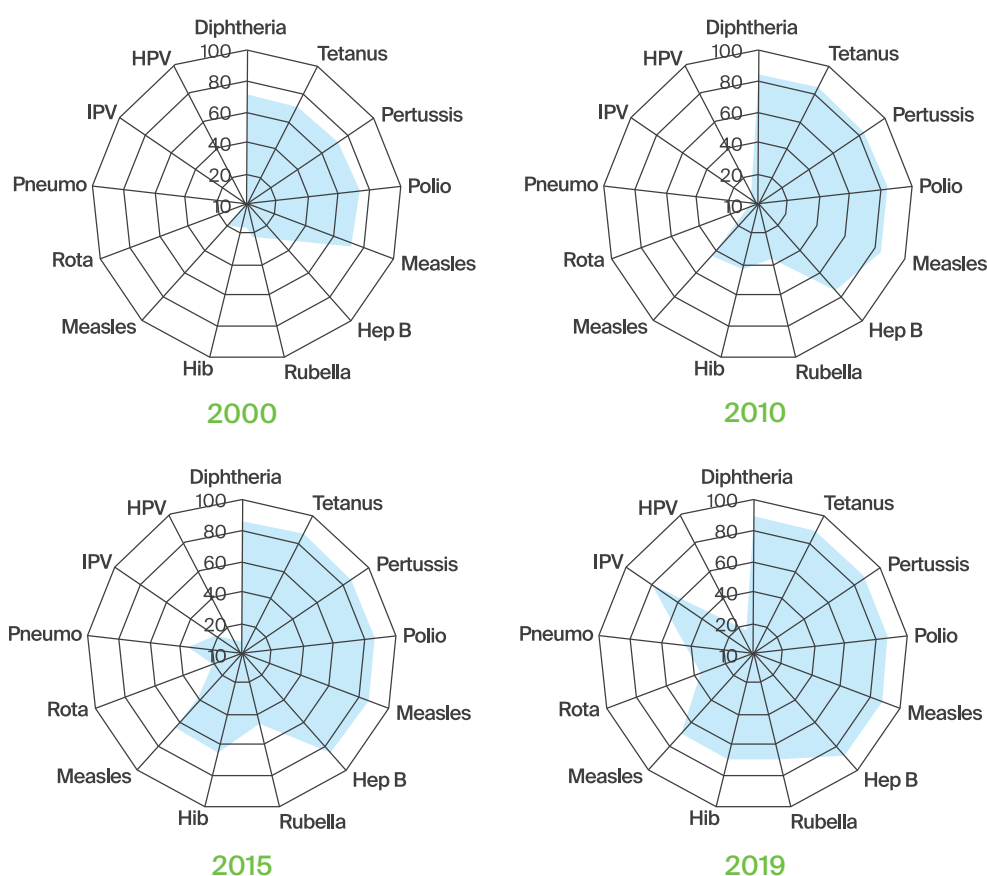 Diphtheria
Tetanus
Pertussis
Polio
Measles
Hep B
Rubella
Hib
Measles
Rota
Pneumo
IPV
HPV
100
80
60
40
20
10
2000
Diphtheria
Tetanus
Pertussis
Polio
Measles
Hep B
Rubella
Hib
Measles
Rota
Pneumo
IPV
HPV
100
80
60
40
20
10
2010
Diphtheria
Tetanus
Pertussis
Polio
Measles
Hep B
Rubella
Hib
Measles
Rota
Pneumo
IPV
HPV
100
80
60
40
20
10
2015
Diphtheria
Tetanus
Pertussis
Polio
Measles
Hep B
Rubella
Hib
Measles
Rota
Pneumo
IPV
HPV
100
80
60
40
20
10
2019